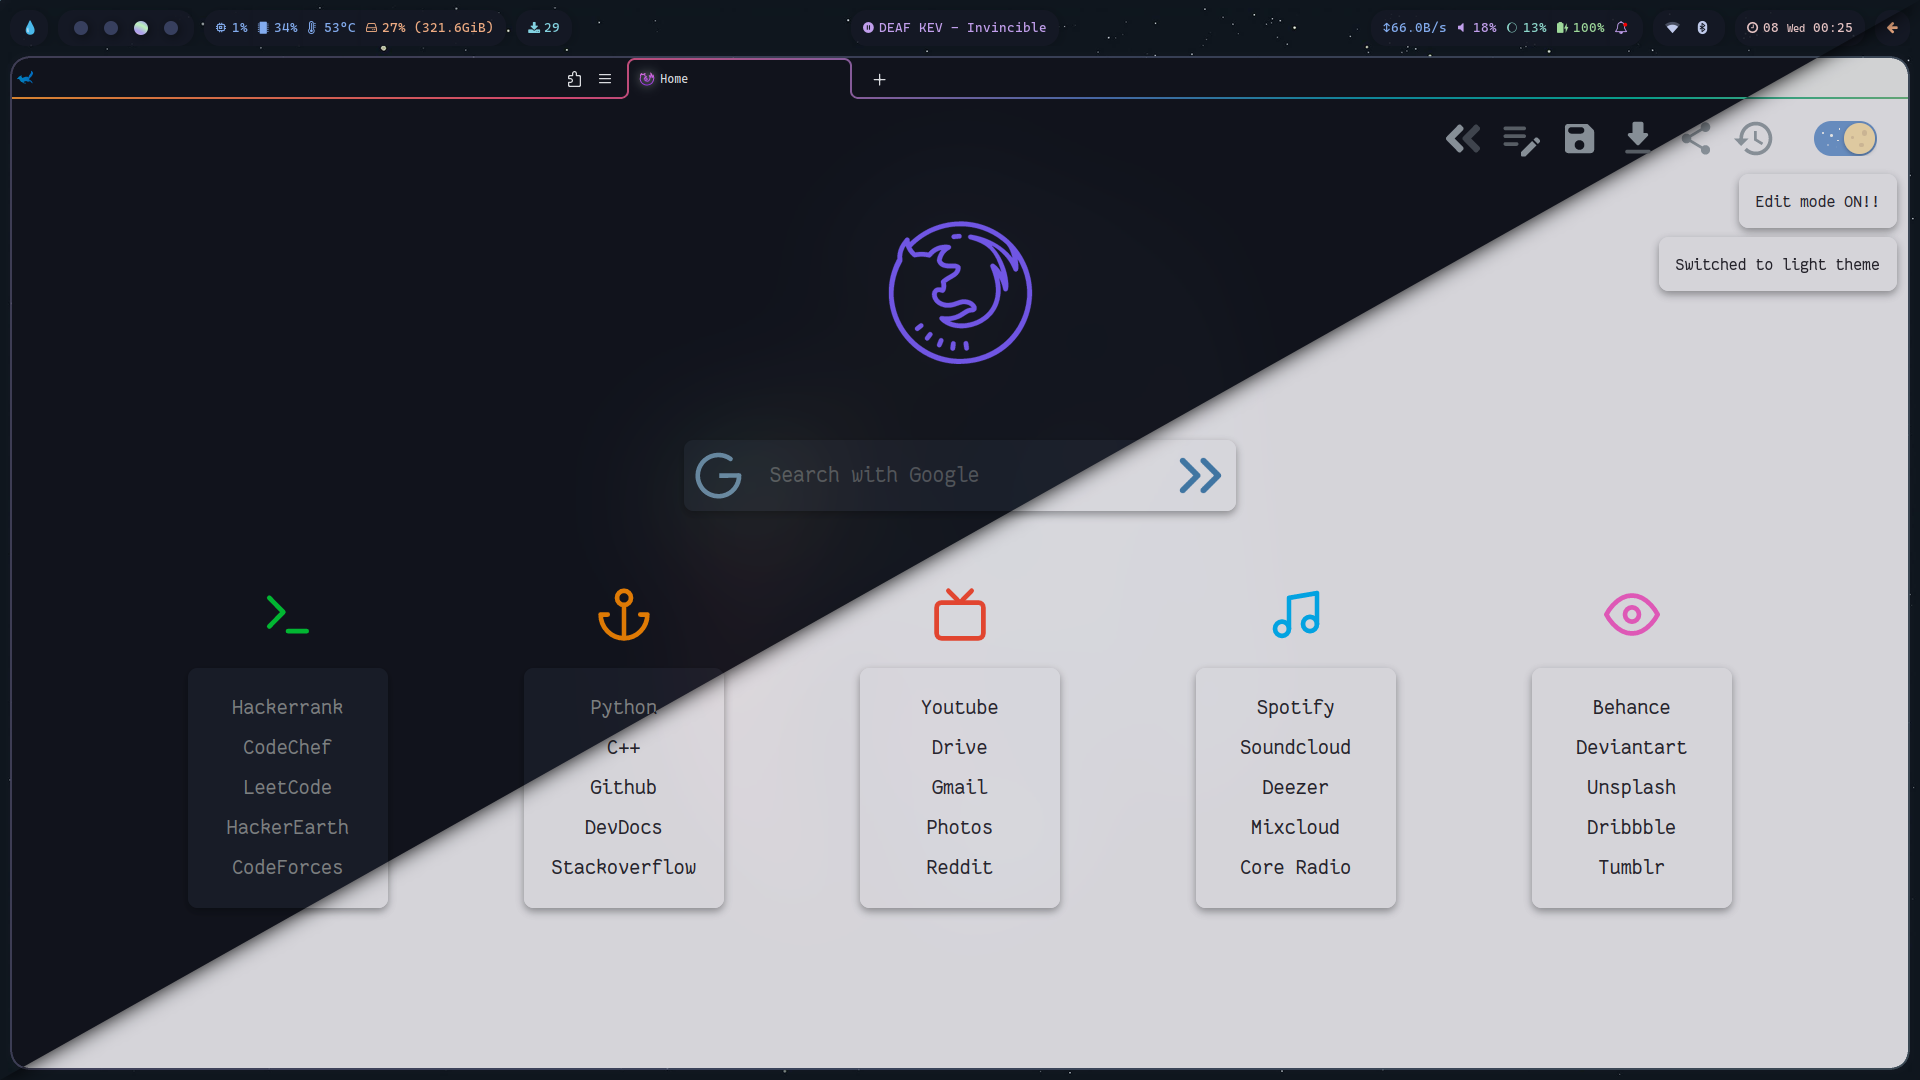 1% 34% 53°C 27% (321.6GiB) 29 DEAF KEV – Invincible ↕66.0B/s 18% 13% 100% 08 Wed 00:25
Home
Edit mode ON!!
Switched to light theme
Search with Google
Hackerrank
CodeChef
LeetCode
HackerEarth
CodeForces
Python
C++
Github
DevDocs
Stackoverflow
Youtube
Drive
Gmail
Photos
Reddit
Spotify
Soundcloud
Deezer
Mixcloud
Core Radio
Behance
Deviantart
Unsplash
Dribbble
Tumblr